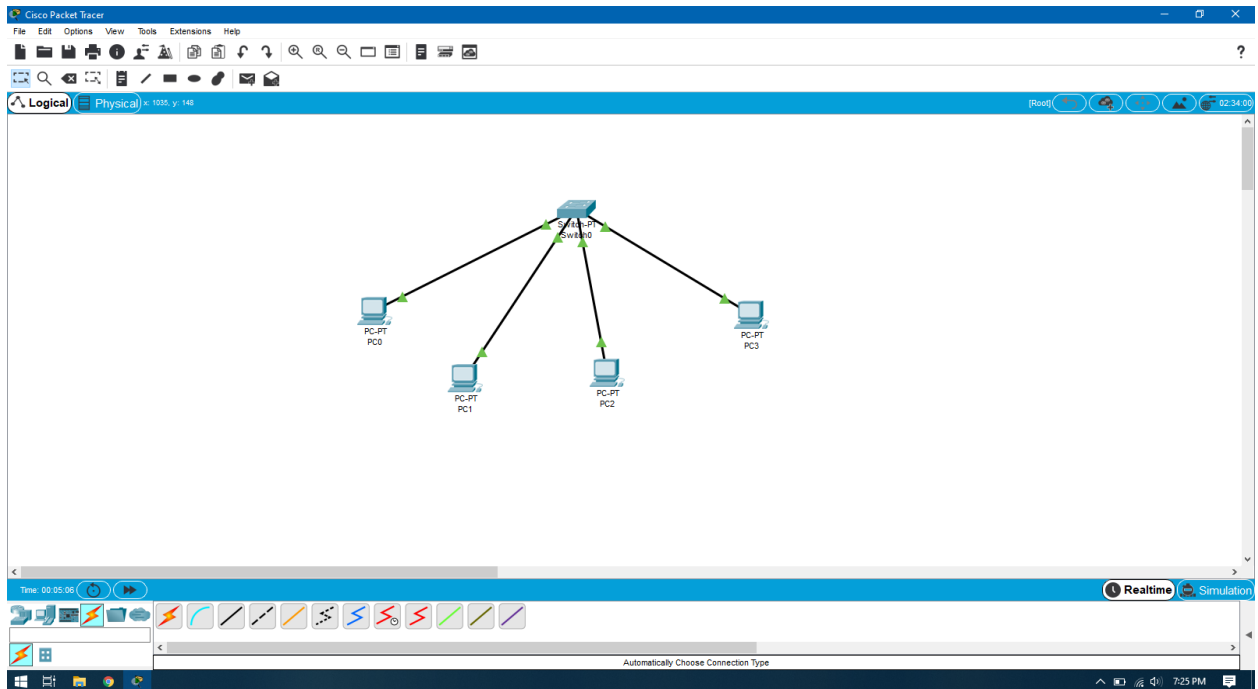 Cisco Packet Tracer
File Edit Options View Tools Extensions Help
?
Logical Physical x: 1035, y: 148 [Root] 02:34:00
Switch-PT
Switch0
PC-PT
PC0
PC-PT
PC3
PC-PT
PC1
PC-PT
PC2
Time: 00:05:06 Realtime Simulation
Automatically Choose Connection Type
7:25 PM